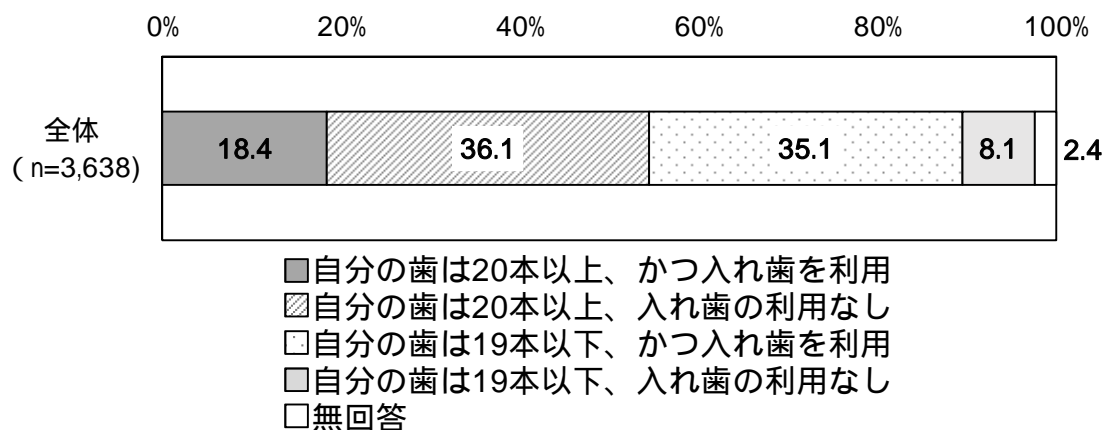 0% 20% 40% 60% 80% 100%
全体
（n=3,638)
18.4 36.1 35.1 8.1 2.4
自分の歯は20本以上、かつ入れ歯を利用
自分の歯は20本以上、入れ歯の利用なし
自分の歯は19本以下、かつ入れ歯を利用
自分の歯は19本以下、入れ歯の利用なし
無回答